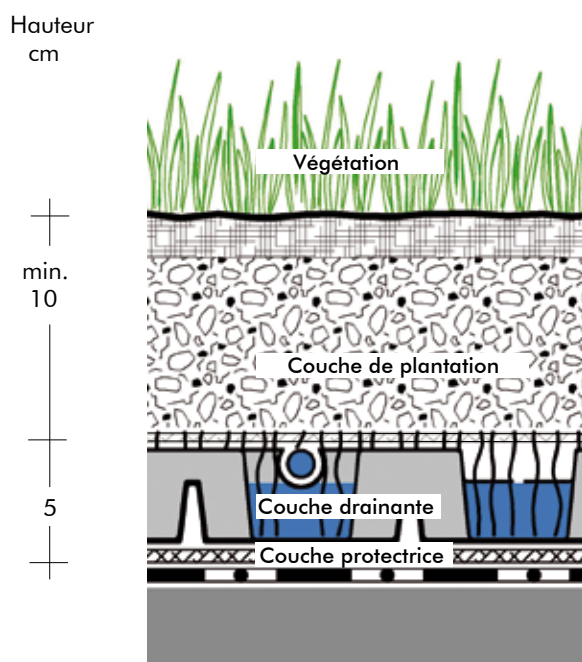 Hauteur
cm
Végétation
min.
10
Couche de plantation
5
Couche drainante
Couche protectrice